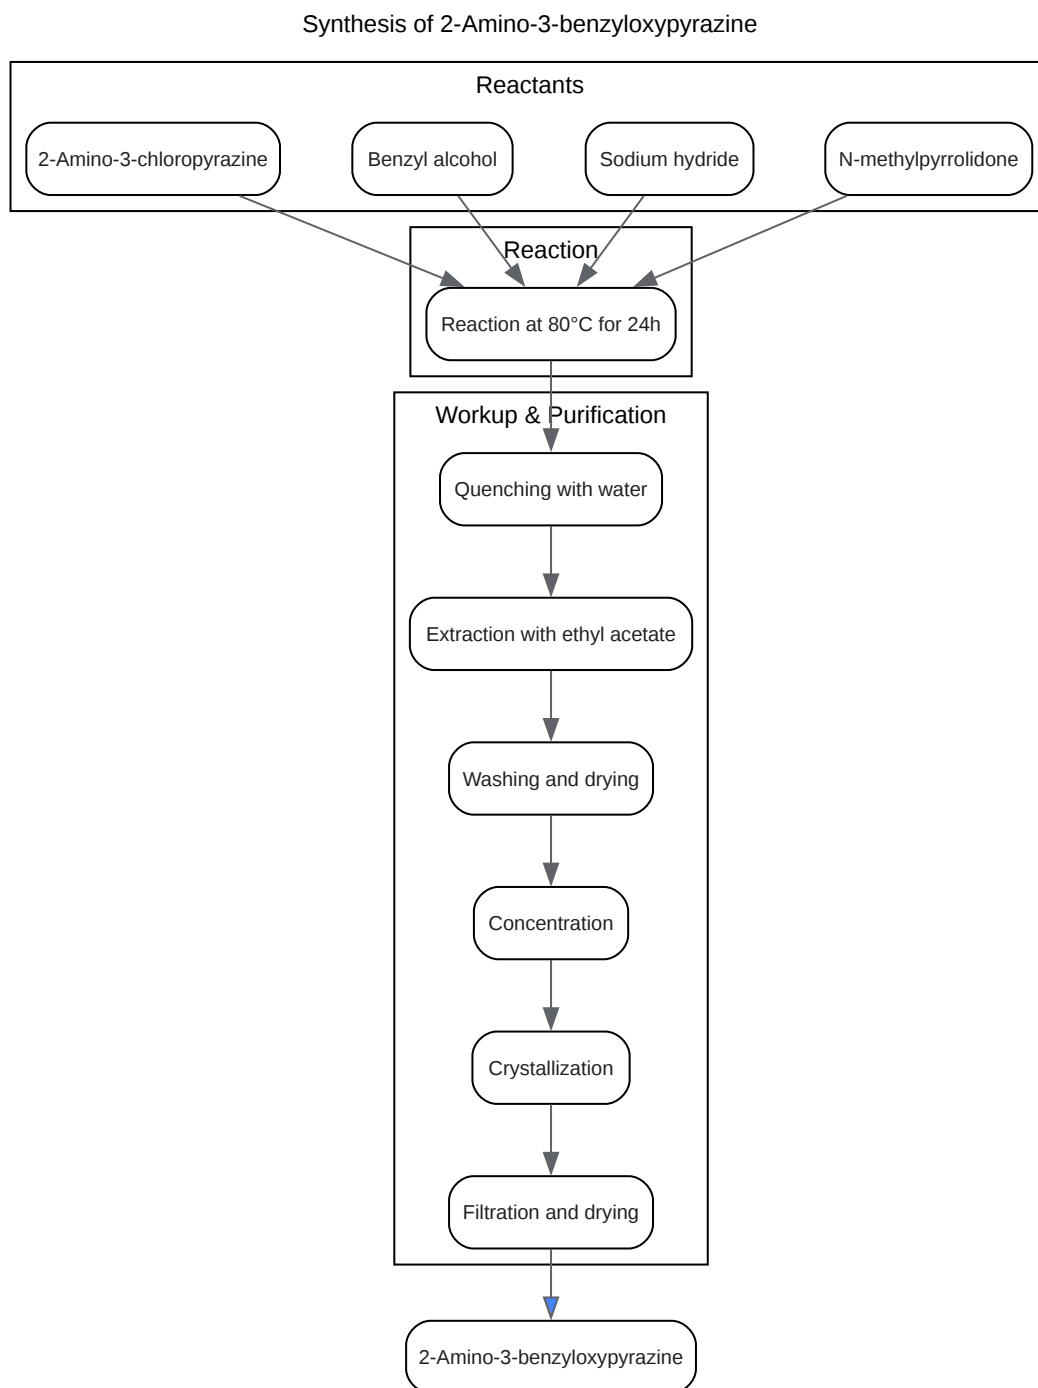 Synthesis of 2-Amino-3-benzyloxypyrazine
Reactants
2-Amino-3-chloropyrazine
Benzyl alcohol
Sodium hydride
N-methylpyrrolidone
Reaction
Reaction at 80°C for 24h
Workup & Purification
Quenching with water
Extraction with ethyl acetate
Washing and drying
Concentration
Crystallization
Filtration and drying
2-Amino-3-benzyloxypyrazine